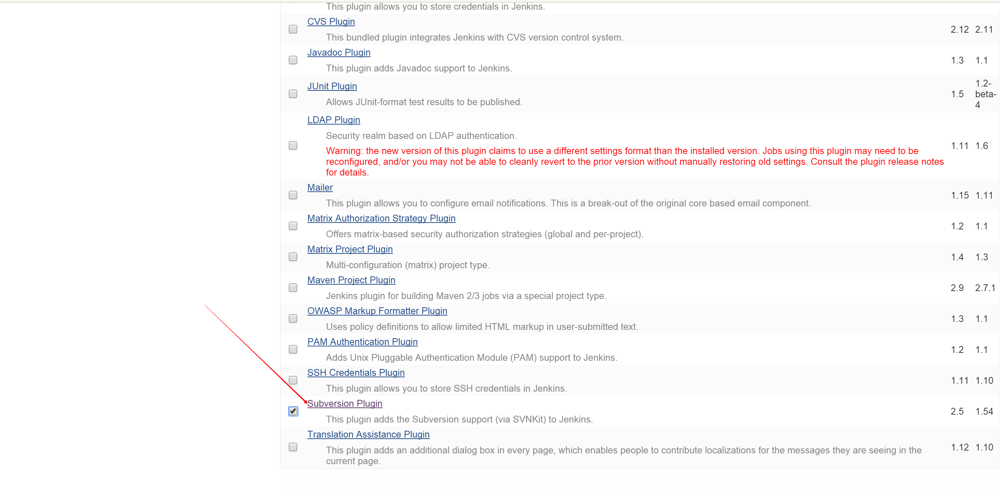 This plugin allows you to store credentials in Jenkins.
CVS Plugin
This bundled plugin integrates Jenkins with CVS version control system.
2.12 2.11
Javadoc Plugin
This plugin adds Javadoc support to Jenkins.
1.3 1.1
JUnit Plugin
Allows JUnit-format test results to be published.
1.5
1.2-
beta-
4
LDAP Plugin
Security realm based on LDAP authentication.
Warning: the new version of this plugin claims to use a different settings format than the installed version. Jobs using this plugin may need to be
reconfigured, and/or you may not be able to cleanly revert to the prior version without manually restoring old settings. Consult the plugin release notes
for details.
1.11 1.6
Mailer
This plugin allows you to configure email notifications. This is a break-out of the original core based email component.
1.15 1.11
Matrix Authorization Strategy Plugin
Offers matrix-based security authorization strategies (global and per-project).
1.2 1.1
Matrix Project Plugin
Multi-configuration (matrix) project type.
1.4 1.3
Maven Project Plugin
Jenkins plugin for building Maven 2/3 jobs via a special project type.
2.9 2.7.1
OWASP Markup Formatter Plugin
Uses policy definitions to allow limited HTML markup in user-submitted text.
1.3 1.1
PAM Authentication Plugin
Adds Unix Pluggable Authentication Module (PAM) support to Jenkins.
1.2 1.1
SSH Credentials Plugin
This plugin allows you to store SSH credentials in Jenkins.
1.11 1.10
Subversion Plugin
This plugin adds the Subversion support (via SVNKit) to Jenkins.
2.5 1.54
Translation Assistance Plugin
This plugin adds an additional dialog box in every page, which enables people to contribute localizations for the messages they are seeing in the
current page.
1.12 1.10